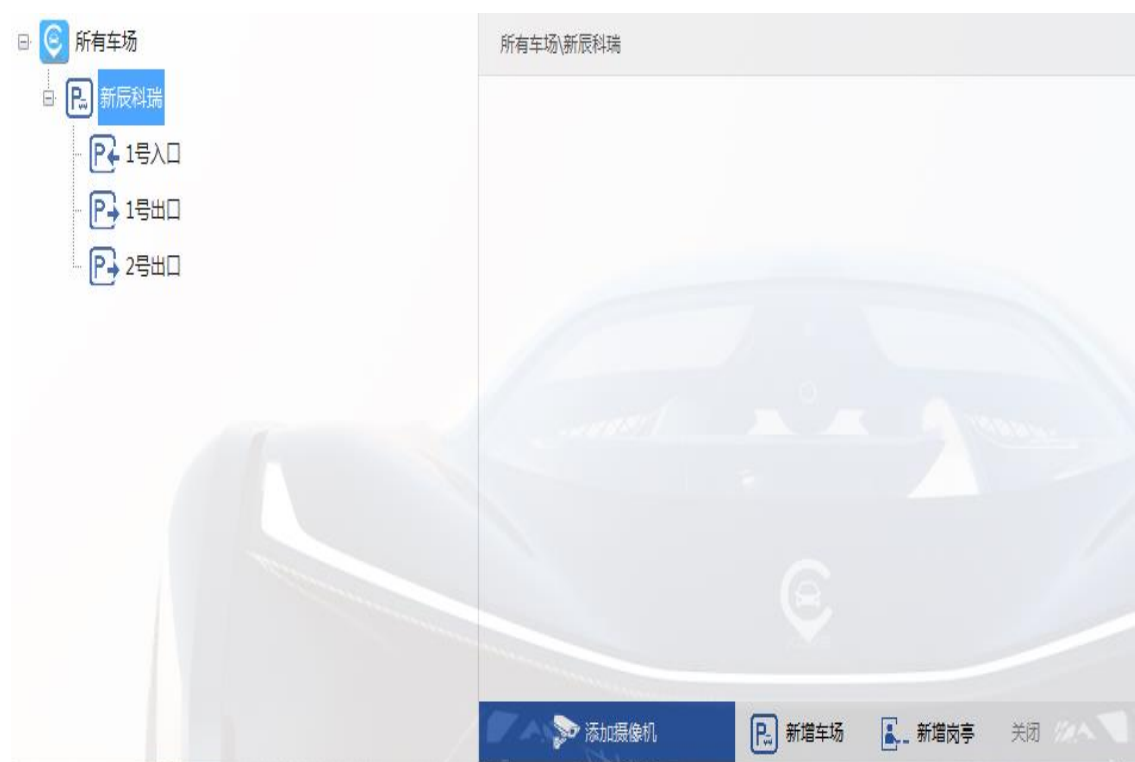 所有车场
新辰科瑞
1号入口
1号出口
2号出口
所有车场\新辰科瑞
添加摄像机
新增车场
新增岗亭
关闭